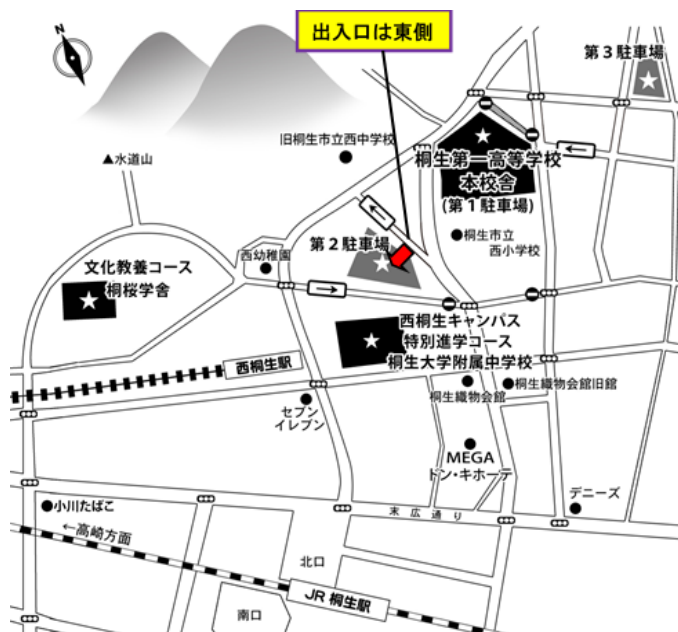 N
出入口は東側
第3駐車場
旧桐生市立西中学校
桐生第一高等学校
本校舎
(第1駐車場)
▲水道山
桐生市立
西小学校
第2駐車場
西幼稚園
文化教養コース
桐桜学舎
西桐生キャンパス
特別進学コース
桐生大学附属中学校
西桐生駅
桐生織物会館
桐生織物会館旧館
セブン
イレブン
MEGA
ドン・キホーテ
デニーズ
小川たばこ
末広通り
←高崎方面
北口
JR 桐生駅
南口